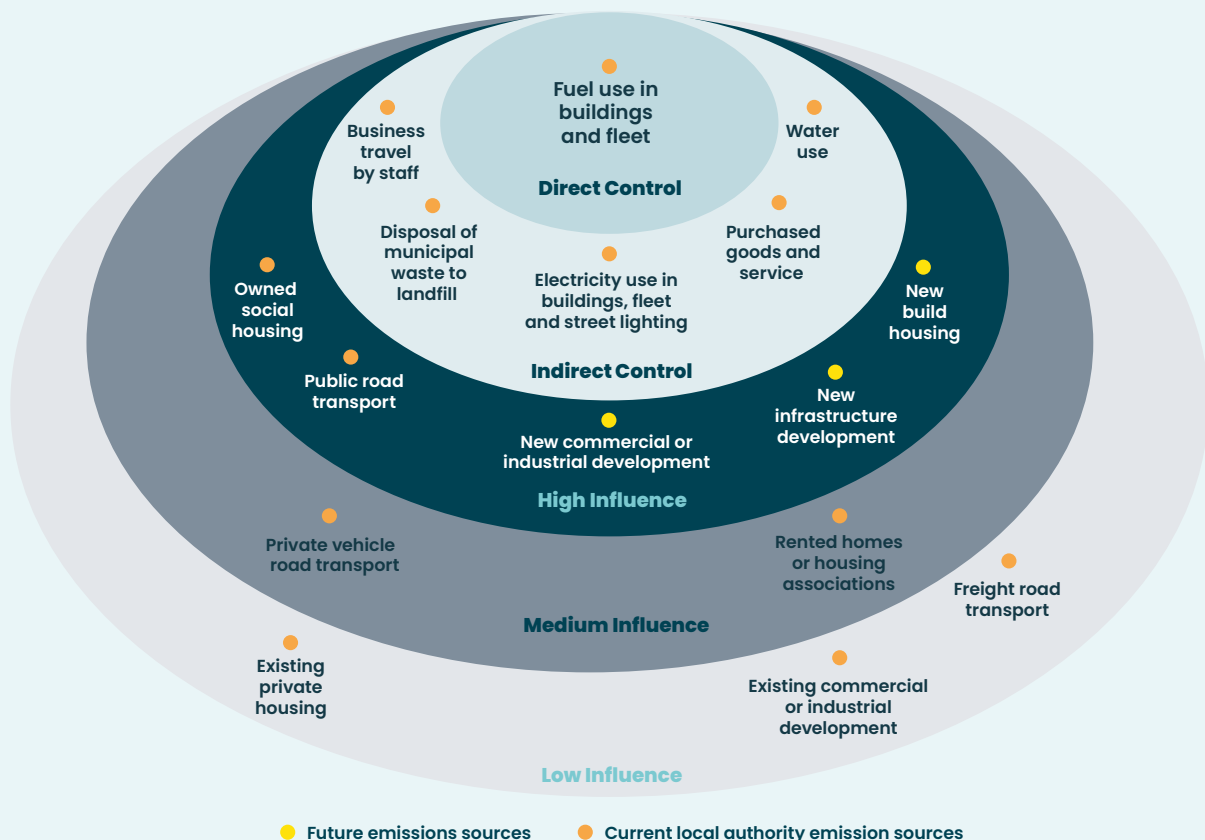 Fuel use in
buildings
and fleet
Direct Control
Business
travel
by staff
Water
use
Disposal of
municipal
waste to
landfill
Purchased
goods and
service
Electricity use in
buildings, fleet
and street lighting
Indirect Control
Owned
social
housing
New
build
housing
Public road
transport
New
infrastructure
development
New commercial or
industrial development
High Influence
Private vehicle
road transport
Rented homes
or housing
associations
Medium Influence
Freight road
transport
Existing
private
housing
Existing commercial
or industrial
development
Low Influence
Future emissions sources
Current local authority emission sources